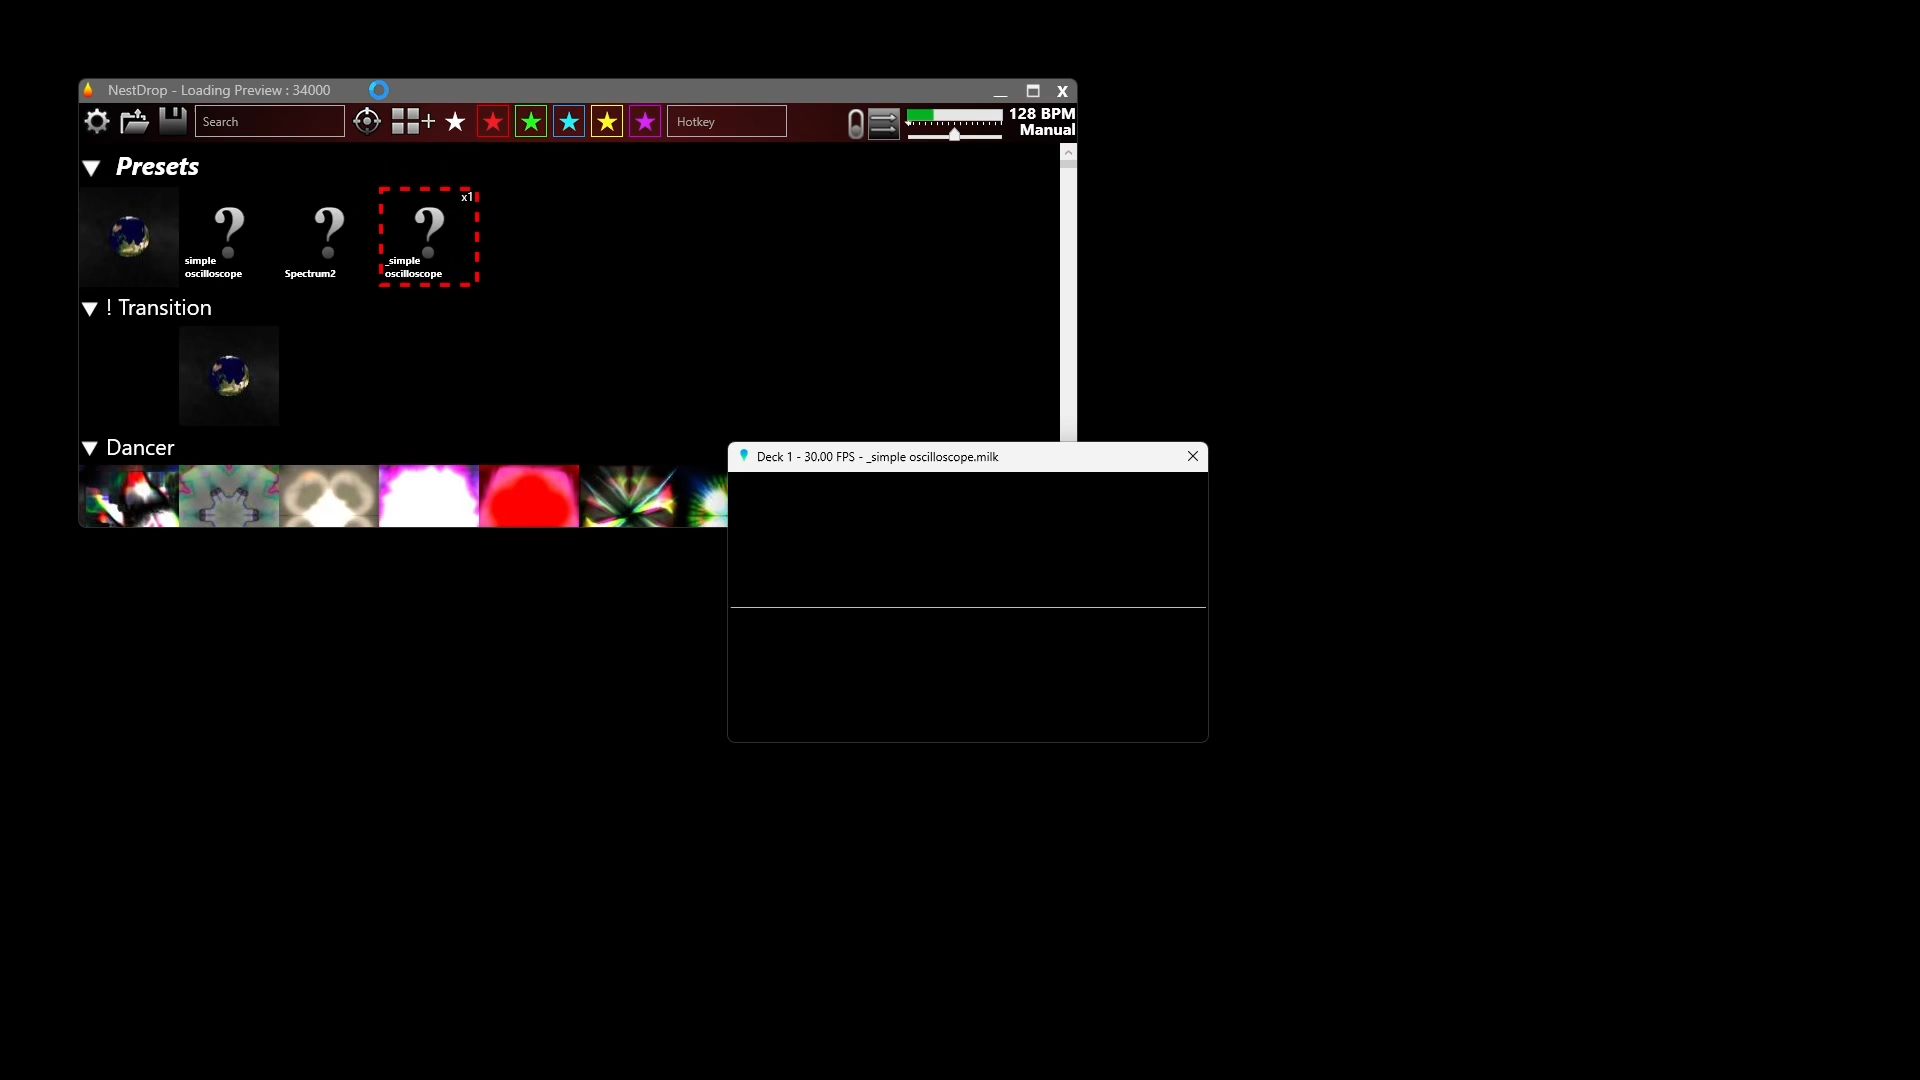 NestDrop - Loading Preview : 34000
Search
Hotkey
128 BPM
Manual
Presets
x1
simple
oscilloscope
Spectrum2
_simple
oscilloscope
! Transition
Dancer
Deck 1 - 30.00 FPS - _simple oscilloscope.milk